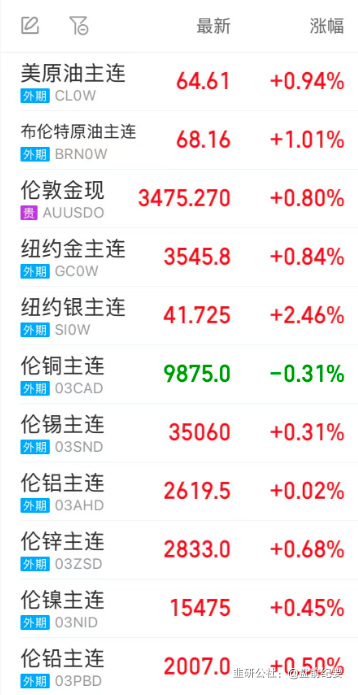 最新 涨幅
美原油主连 64.61 +0.94%
外期 CL0W
布伦特原油主连 68.16 +1.01%
外期 BRN0W
伦敦金现 3475.270 +0.80%
贵 AUUSDO
纽约金主连 3545.8 +0.84%
外期 GC0W
纽约银主连 41.725 +2.46%
外期 SI0W
伦铜主连 9875.0 -0.31%
外期 03CAD
伦锡主连 35060 +0.31%
外期 03SND
伦铝主连 2619.5 +0.02%
外期 03AHD
伦锌主连 2833.0 +0.68%
外期 03ZSD
伦镍主连 15475 +0.45%
外期 03NID
伦铅主连 2007.0 +0.50%
外期 03PBD
韭研公社：@盘前纪要